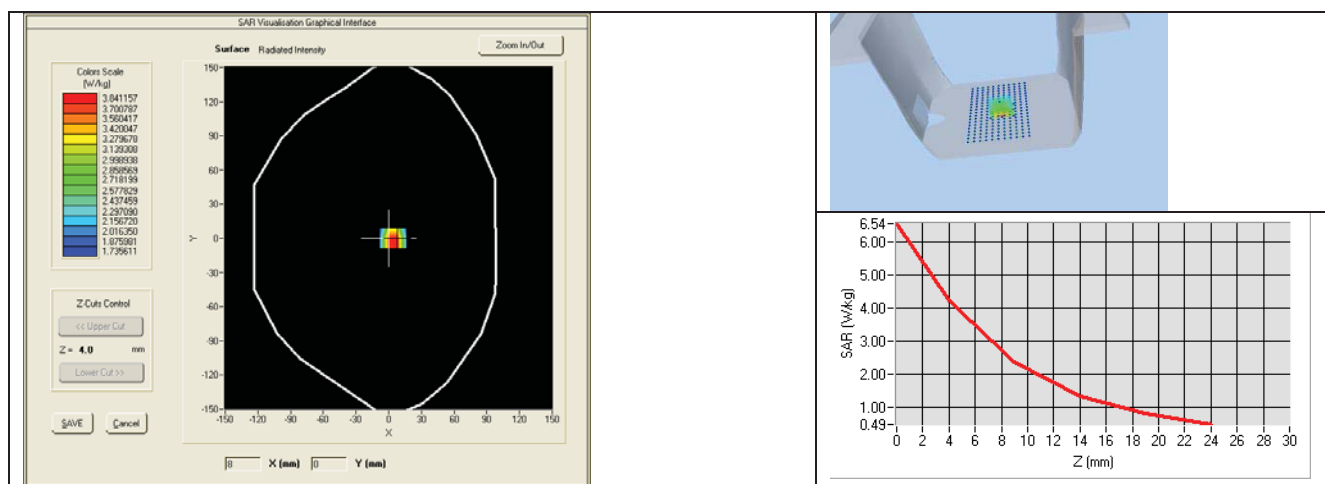 SAR Visualisation Graphical Interface
Surface Radiated Intensity
Zoom In/Out
Colors Scale
(W/kg)
3.841157
3.700787
3.560417
3.420047
3.279678
3.139308
2.998938
2.858569
2.718199
2.577829
2.437459
2.297090
2.156720
2.016350
1.875981
1.735611
Z-Cuts Control
<< Upper Cut
Z = 4.0 mm
Lower Cut >>
SAVE Cancel
150
120
90
60
30
0
-30
-60
-90
-120
-150
Y
-150 -120 -90 -60 -30 0 30 60 90 120 150
X
8 X (mm) 0 Y (mm)
6.54
6.00
5.00
4.00
3.00
2.00
1.00
0.49
SAR (W/kg)
0 2 4 6 8 10 12 14 16 18 20 22 24 26 28 30
Z (mm)